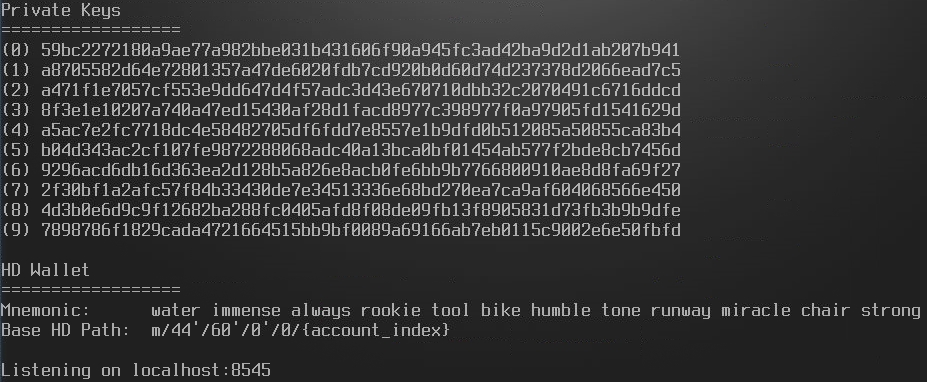 Private Keys
==================
(0) 59bc2272180a9ae77a982bbe031b431606f90a945fc3ad42ba9d2d1ab207b941
(1) a8705582d64e72801357a47de6020fdb7cd920b0d60d74d237378d2066ead7c5
(2) a471f1e7057cf553e9dd647d4f57adc3d43e670710dbb32c2070491c6716ddcd
(3) 8f3e1e10207a740a47ed15430af28d1facd8977c398977f0a97905fd1541629d
(4) a5ac7e2fc7718dc4e58482705df6fdd7e8557e1b9dfd0b512085a50855ca83b4
(5) b04d343ac2cf107fe9872288068adc40a13bca0bf01454ab577f2bde8cb7456d
(6) 9296acd6db16d363ea2d128b5a826e8acb0fe6bb9b7766800910ae8d8fa69f27
(7) 2f30bf1a2afc57f84b33430de7e34513336e68bd270ea7ca9af604068566e450
(8) 4d3b0e6d9c9f12682ba288fc0405afd8f08de09fb13f8905831d73fb3b9b9dfe
(9) 7898786f1829cada4721664515bb9bf0089a69166ab7eb0115c9002e6e50fbfd
HD Wallet
==================
Mnemonic: water immense always rookie tool bike humble tone runway miracle chair strong
Base HD Path: m/44'/60'/0'/0/{account_index}
Listening on localhost:8545